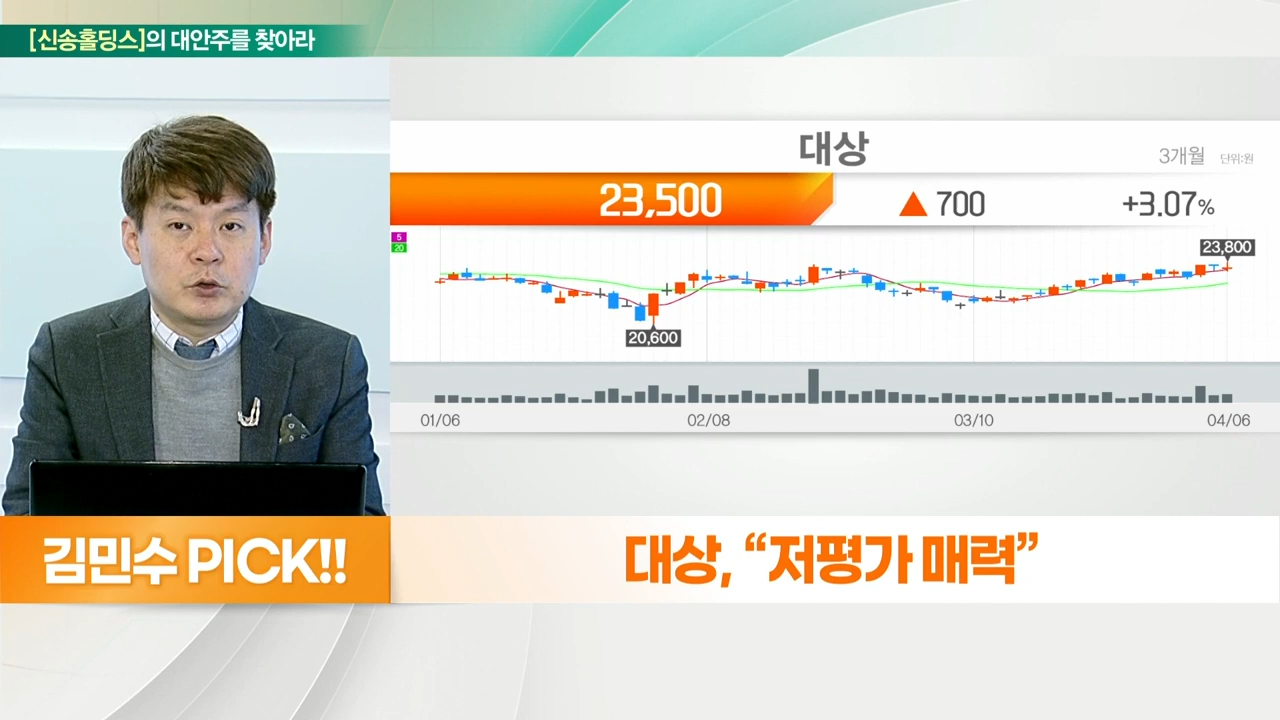 [신송홀딩스]의 대안주를 찾아라
대상
3개월 단위:원
23,500
▲ 700
+3.07%
5
20
23,800
20,600
01/06
02/08
03/10
04/06
김민수 PICK!!
대상, “저평가 매력”